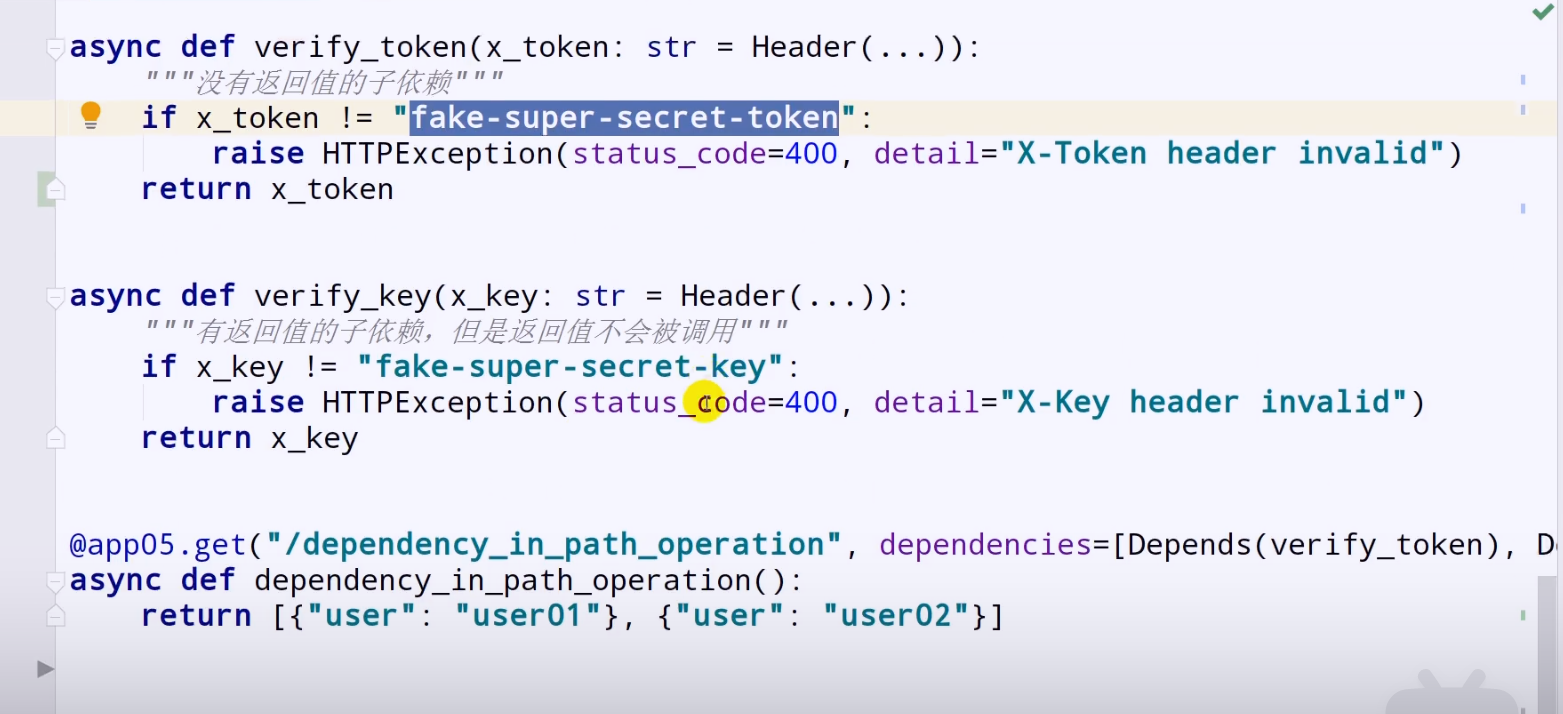 async def verify_token(x_token: str = Header(...)):
"""没有返回值的子依赖"""
if x_token != "fake-super-secret-token":
raise HTTPException(status_code=400, detail="X-Token header invalid")
return x_token
async def verify_key(x_key: str = Header(...)):
"""有返回值的子依赖，但是返回值不会被调用"""
if x_key != "fake-super-secret-key":
raise HTTPException(status_code=400, detail="X-Key header invalid")
return x_key
@app05.get("/dependency_in_path_operation", dependencies=[Depends(verify_token),
async def dependency_in_path_operation():
return [{"user": "user01"}, {"user": "user02"}]